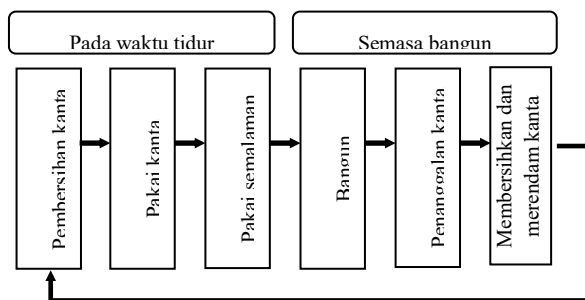 Pada waktu tidur
Semasa bangun
Pembersihan kanta
Pakai kanta
Pakai semalaman
Bangun
Penanggalan kanta
Membersihkan dan
merendam kanta